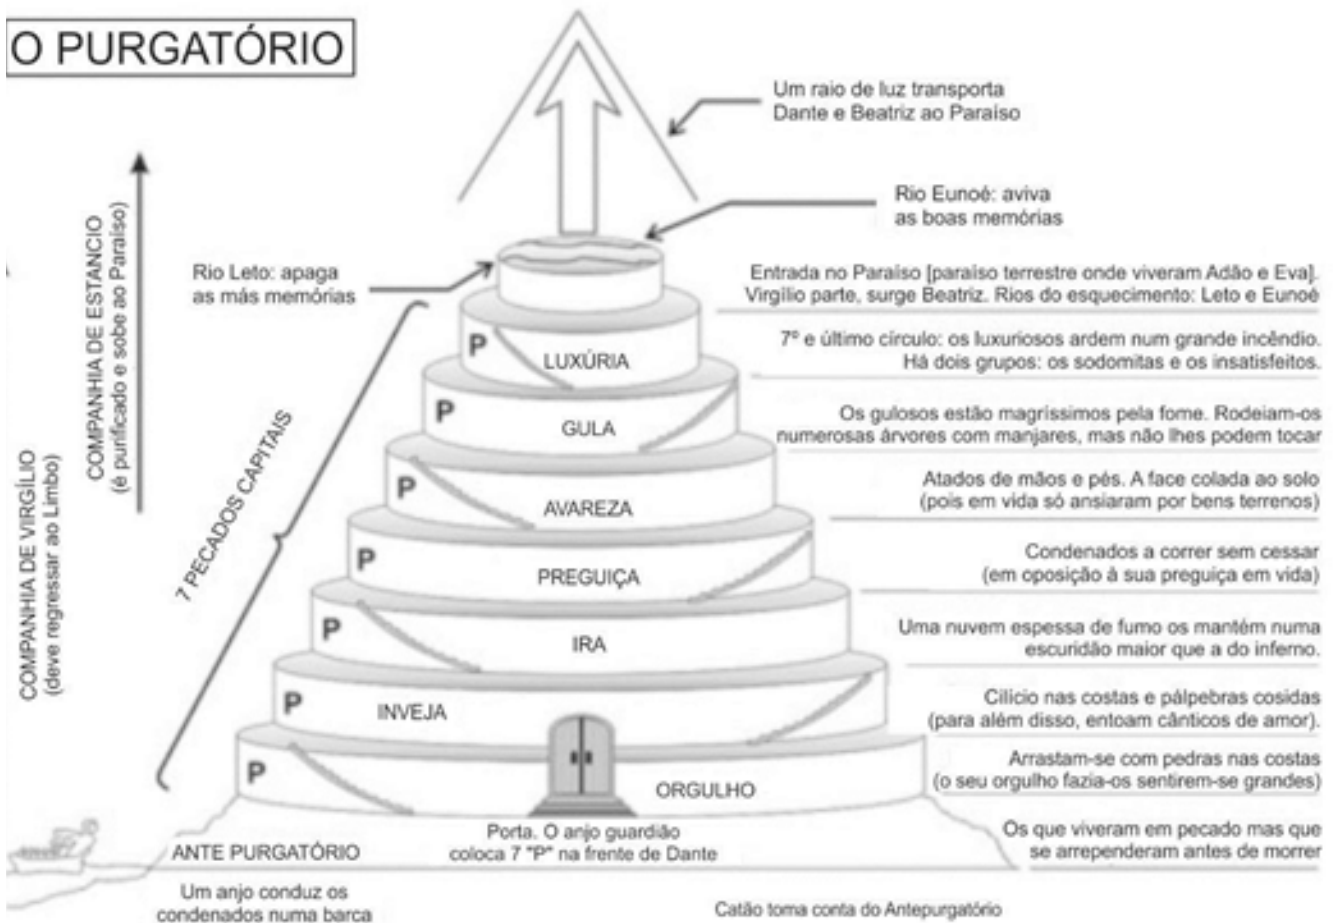 O PURGATÓRIO
Um raio de luz transporta
Dante e Beatriz ao Paraíso
Rio Eunoé: aviva
as boas memórias
Rio Leto: apaga
as más memórias
Entrada no Paraíso [paraíso terrestre onde viveram Adão e Eva].
Virgílio parte, surge Beatriz. Rios do esquecimento: Leto e Eunoé
COMPANHIA DE ESTANCIO
(é purificado e sobe ao Paraíso)
COMPANHIA DE VIRGÍLIO
(deve regressar ao Limbo)
7 PECADOS CAPITAIS
P
LUXÚRIA
7º e último círculo: os luxuriosos ardem num grande incêndio.
Há dois grupos: os sodomitas e os insatisfeitos.
P
GULA
Os gulosos estão magríssimos pela fome. Rodeiam-os
numerosas árvores com manjares, mas não lhes podem tocar
P
AVAREZA
Atados de mãos e pés. A face colada ao solo
(pois em vida só ansiaram por bens terrenos)
P
PREGUIÇA
Condenados a correr sem cessar
(em oposição à sua preguiça em vida)
P
IRA
Uma nuvem espessa de fumo os mantém numa
escuridão maior que a do inferno.
P
INVEJA
Cilício nas costas e pálpebras cosidas
(para além disso, entoam cânticos de amor).
P
ORGULHO
Arrastam-se com pedras nas costas
(o seu orgulho fazia-os sentirem-se grandes)
ANTE PURGATÓRIO
Porta. O anjo guardião
coloca 7 "P" na frente de Dante
Os que viveram em pecado mas que
se arrependeram antes de morrer
Um anjo conduz os
condenados numa barca
Catão toma conta do Antepurgatório